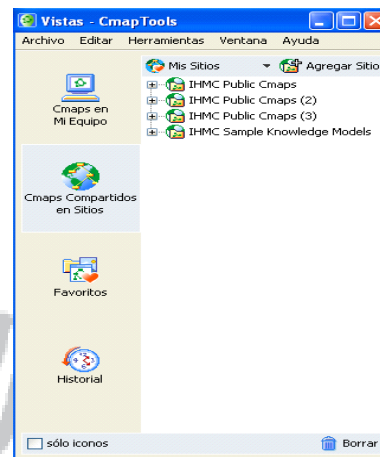 Vistas - CmapTools
Archivo Editar Herramientas Ventana Ayuda
Mis Sitios Agregar Sitio
IHMC Public Cmaps
IHMC Public Cmaps (2)
IHMC Public Cmaps (3)
IHMC Sample Knowledge Models
Cmaps en
Mi Equipo
Cmaps Compartidos
en Sitios
Favoritos
Historial
sólo iconos Borrar